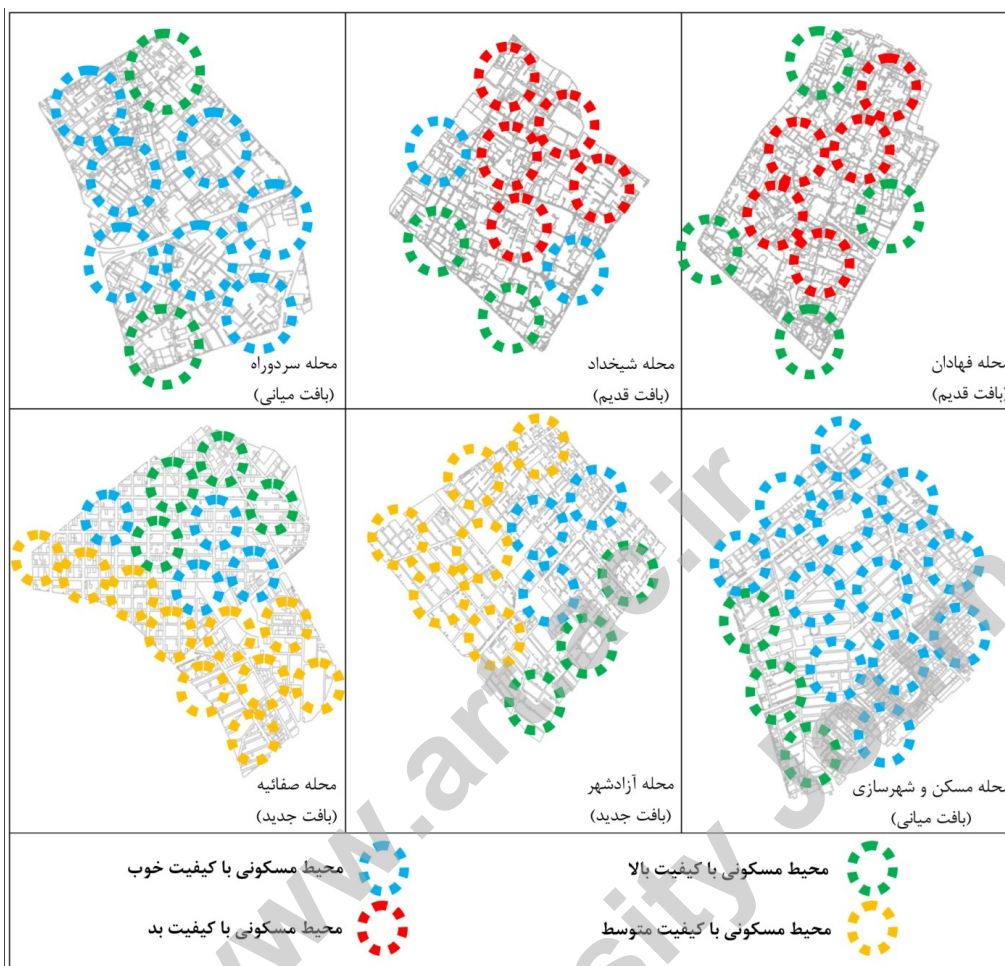 محله فهادان
(بافت قدیم)
محله شیخداد
(بافت قدیم)
محله سردوراه
(بافت میانی)
محله مسکن و شهرسازی
(بافت میانی)
محله آزادشهر
(بافت جدید)
محله صفائیه
(بافت جدید)
محیط مسکونی با کیفیت بالا
محیط مسکونی با کیفیت خوب
محیط مسکونی با کیفیت متوسط
محیط مسکونی با کیفیت بد